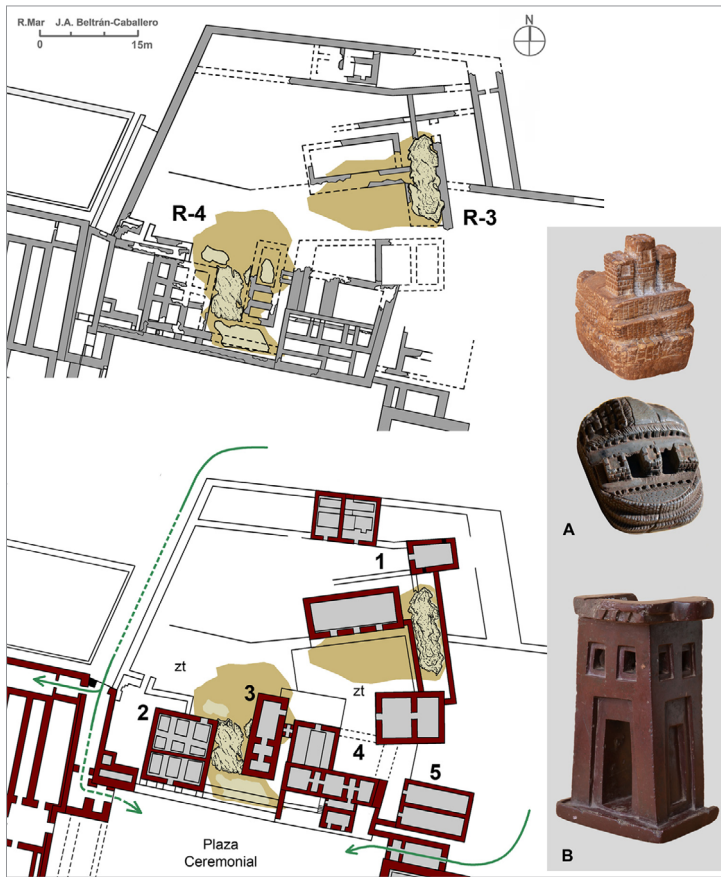 R.Mar J.A. Beltrán-Caballero
0 15m
N
R-4
R-3
A
1
zt
zt
3
2
4
5
B
Plaza
Ceremonial